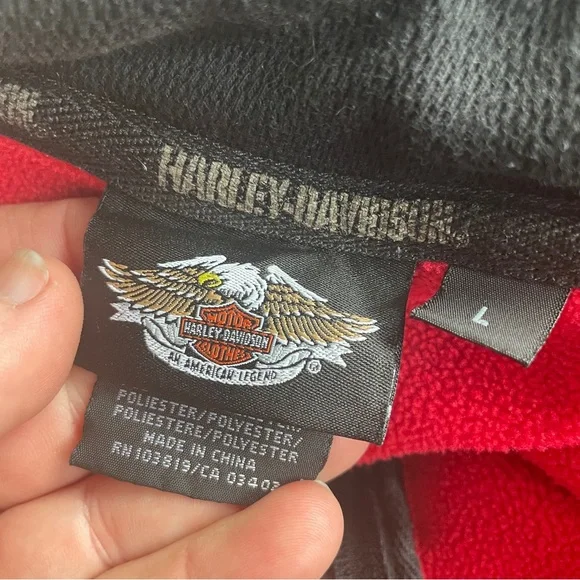 HARLEY-DAVIDSON
L
MOTOR
HARLEY-DAVIDSON
CLOTHES
AN AMERICAN LEGEND
®
POLIESTER/POLYESTER/
POLIESTERE/POLYESTER
MADE IN CHINA
RN 103819/CA 03403